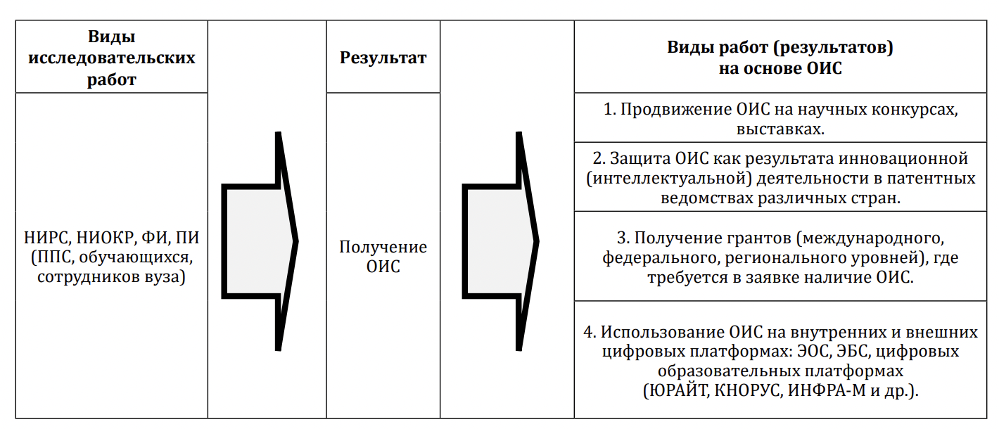 Виды
исследовательских
работ
Результат
Виды работ (результатов)
на основе ОИС
НИРС, НИОКР, ФИ, ПИ
(ППС, обучающихся,
сотрудников вуза)
Получение
ОИС
1. Продвижение ОИС на научных конкурсах,
выставках.
2. Защита ОИС как результата инновационной
(интеллектуальной) деятельности в патентных
ведомствах различных стран.
3. Получение грантов (международного,
федерального, регионального уровней), где
требуется в заявке наличие ОИС.
4. Использование ОИС на внутренних и внешних
цифровых платформах: ЭОС, ЭБС, цифровых
образовательных платформах
(ЮРАЙТ, КНОРУС, ИНФРА-М и др.).